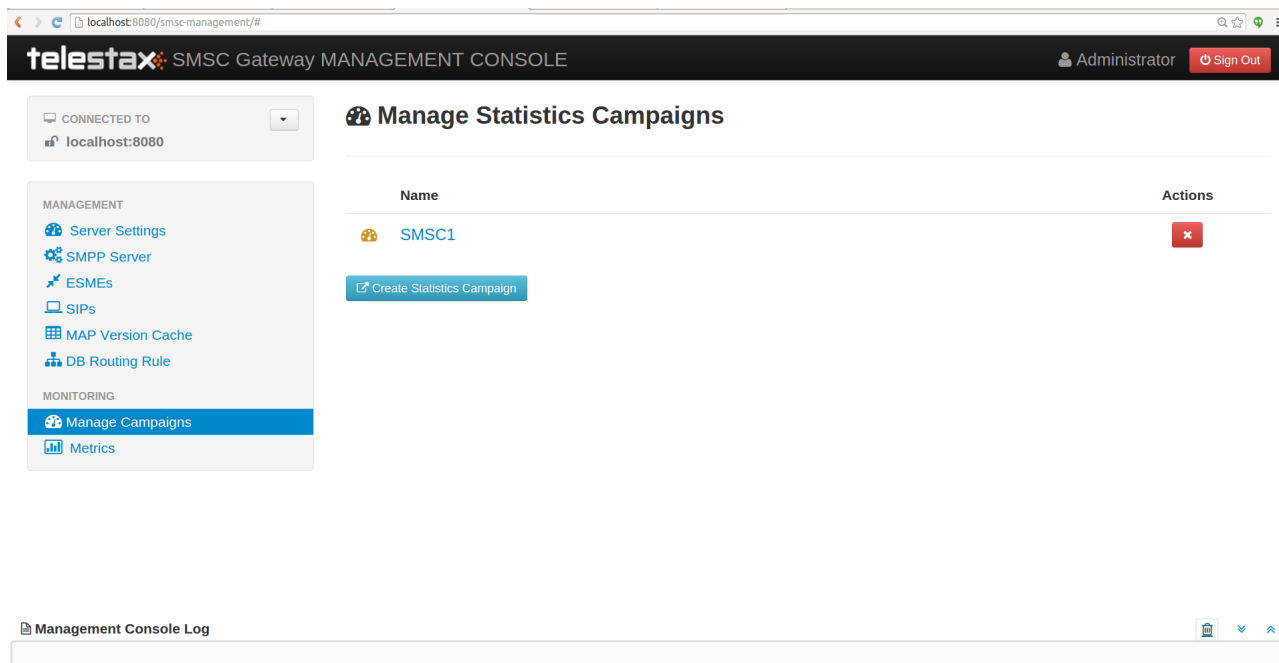 localhost:8080/smsc-management/#
telestax SMSC Gateway MANAGEMENT CONSOLE
Administrator
Sign Out
CONNECTED TO
localhost:8080
MANAGEMENT
Server Settings
SMPP Server
ESMEs
SIPs
MAP Version Cache
DB Routing Rule
MONITORING
Manage Campaigns
Metrics
Manage Statistics Campaigns
Name Actions
SMSC1
Create Statistics Campaign
Management Console Log